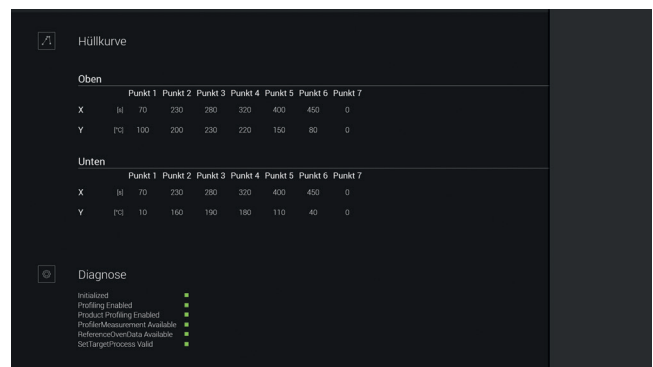 Hüllkurve
Oben
Punkt 1 Punkt 2 Punkt 3 Punkt 4 Punkt 5 Punkt 6 Punkt 7
X [s] 70 230 280 320 400 450 0
Y [°C] 100 200 230 220 150 80 0
Unten
Punkt 1 Punkt 2 Punkt 3 Punkt 4 Punkt 5 Punkt 6 Punkt 7
X [s] 70 230 280 320 400 450 0
Y [°C] 10 160 190 180 110 40 0
Diagnose
Initialized
Profiling Enabled
Product Profiling Enabled
ProfilerMeasurement Available
ReferenceOvenData Available
SetTargetProcess Valid